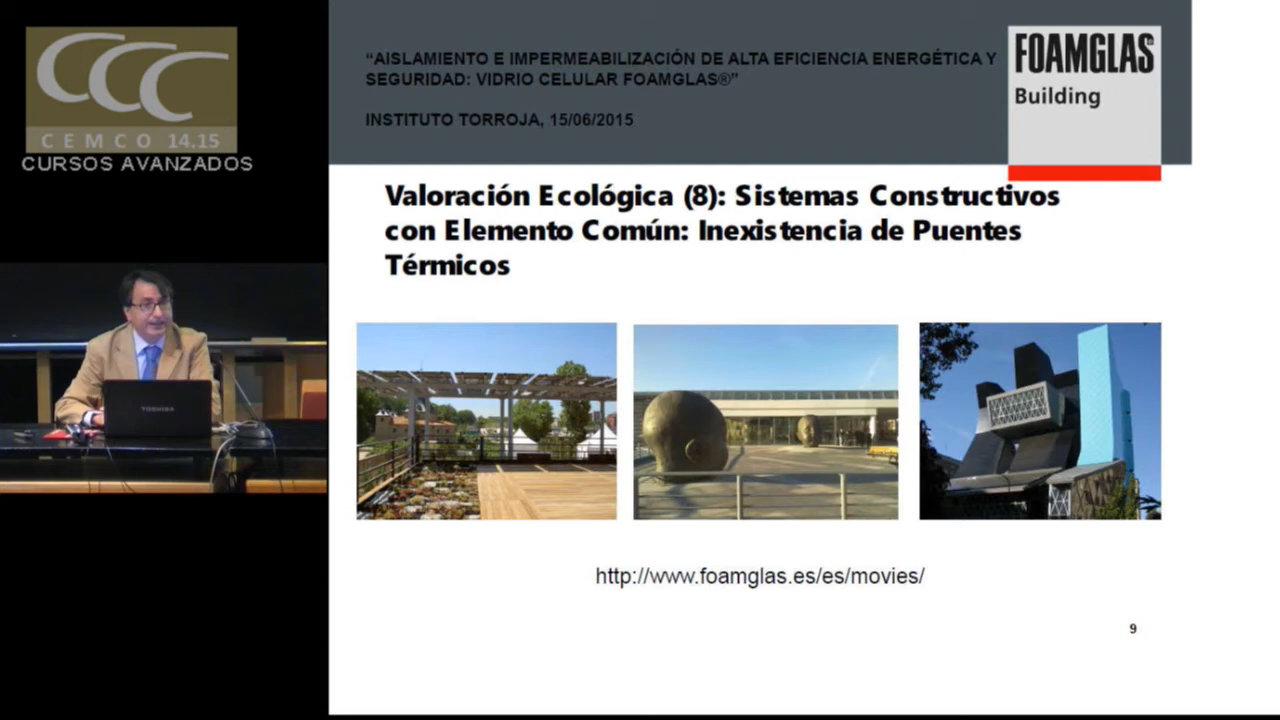 CCC
CEMCO 14.15
CURSOS AVANZADOS
“AISLAMIENTO E IMPERMEABILIZACIÓN DE ALTA EFICIENCIA ENERGÉTICA Y
SEGURIDAD: VIDRIO CELULAR FOAMGLAS®”
INSTITUTO TORROJA, 15/06/2015
FOAMGLAS
Building
Valoración Ecológica (8): Sistemas Constructivos
con Elemento Común: Inexistencia de Puentes
Térmicos
TOSHIBA
http://www.foamglas.es/es/movies/
9